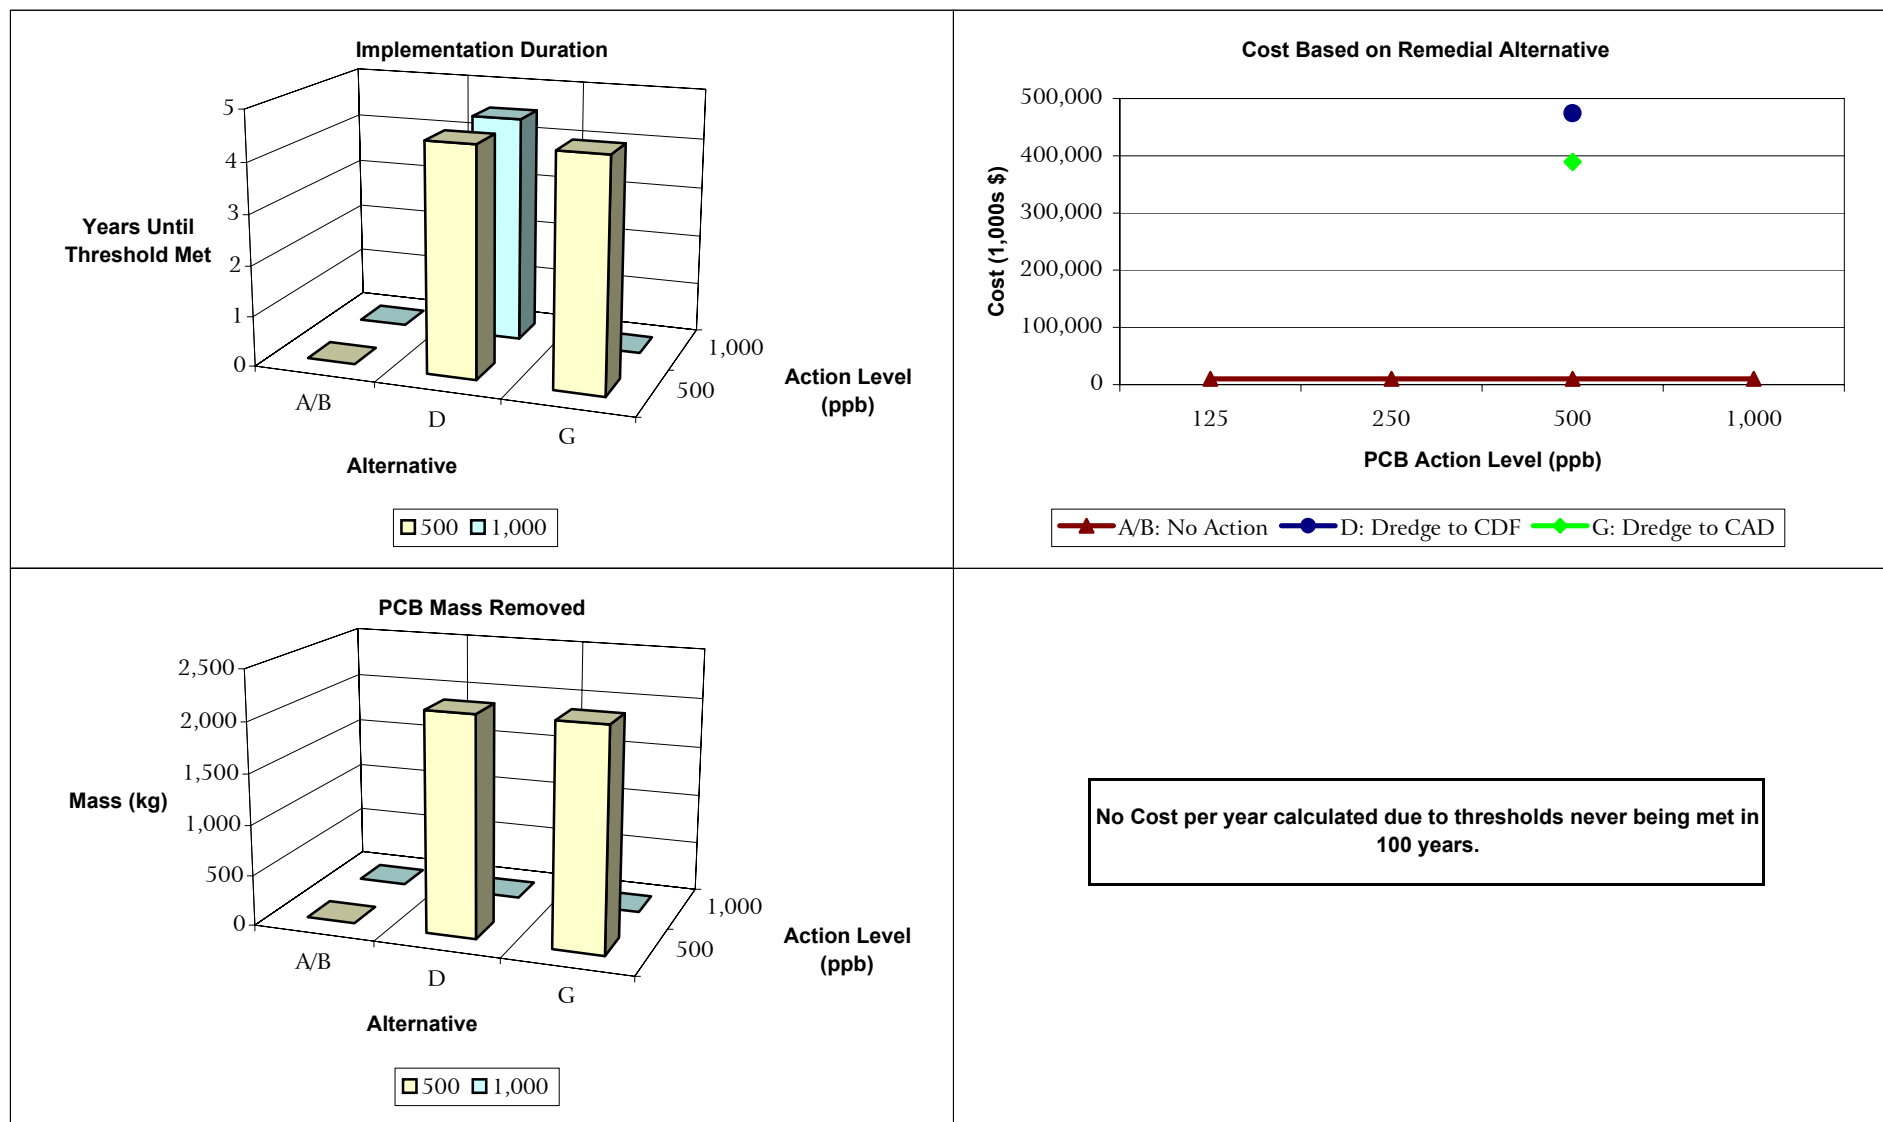 Implementation Duration
5
4
3
2
1
0
Years Until
Threshold Met
A/B
D
G
Alternative
500
1,000
Action Level
(ppb)
500 1,000
Cost Based on Remedial Alternative
500,000
400,000
300,000
200,000
100,000
0
Cost (1,000s $)
125 250 500 1,000
PCB Action Level (ppb)
A/B: No Action D: Dredge to CDF G: Dredge to CAD
PCB Mass Removed
2,500
2,000
1,500
1,000
500
0
Mass (kg)
A/B
D
G
Alternative
1,000
500
Action Level
(ppb)
500 1,000
No Cost per year calculated due to thresholds never being met in
100 years.